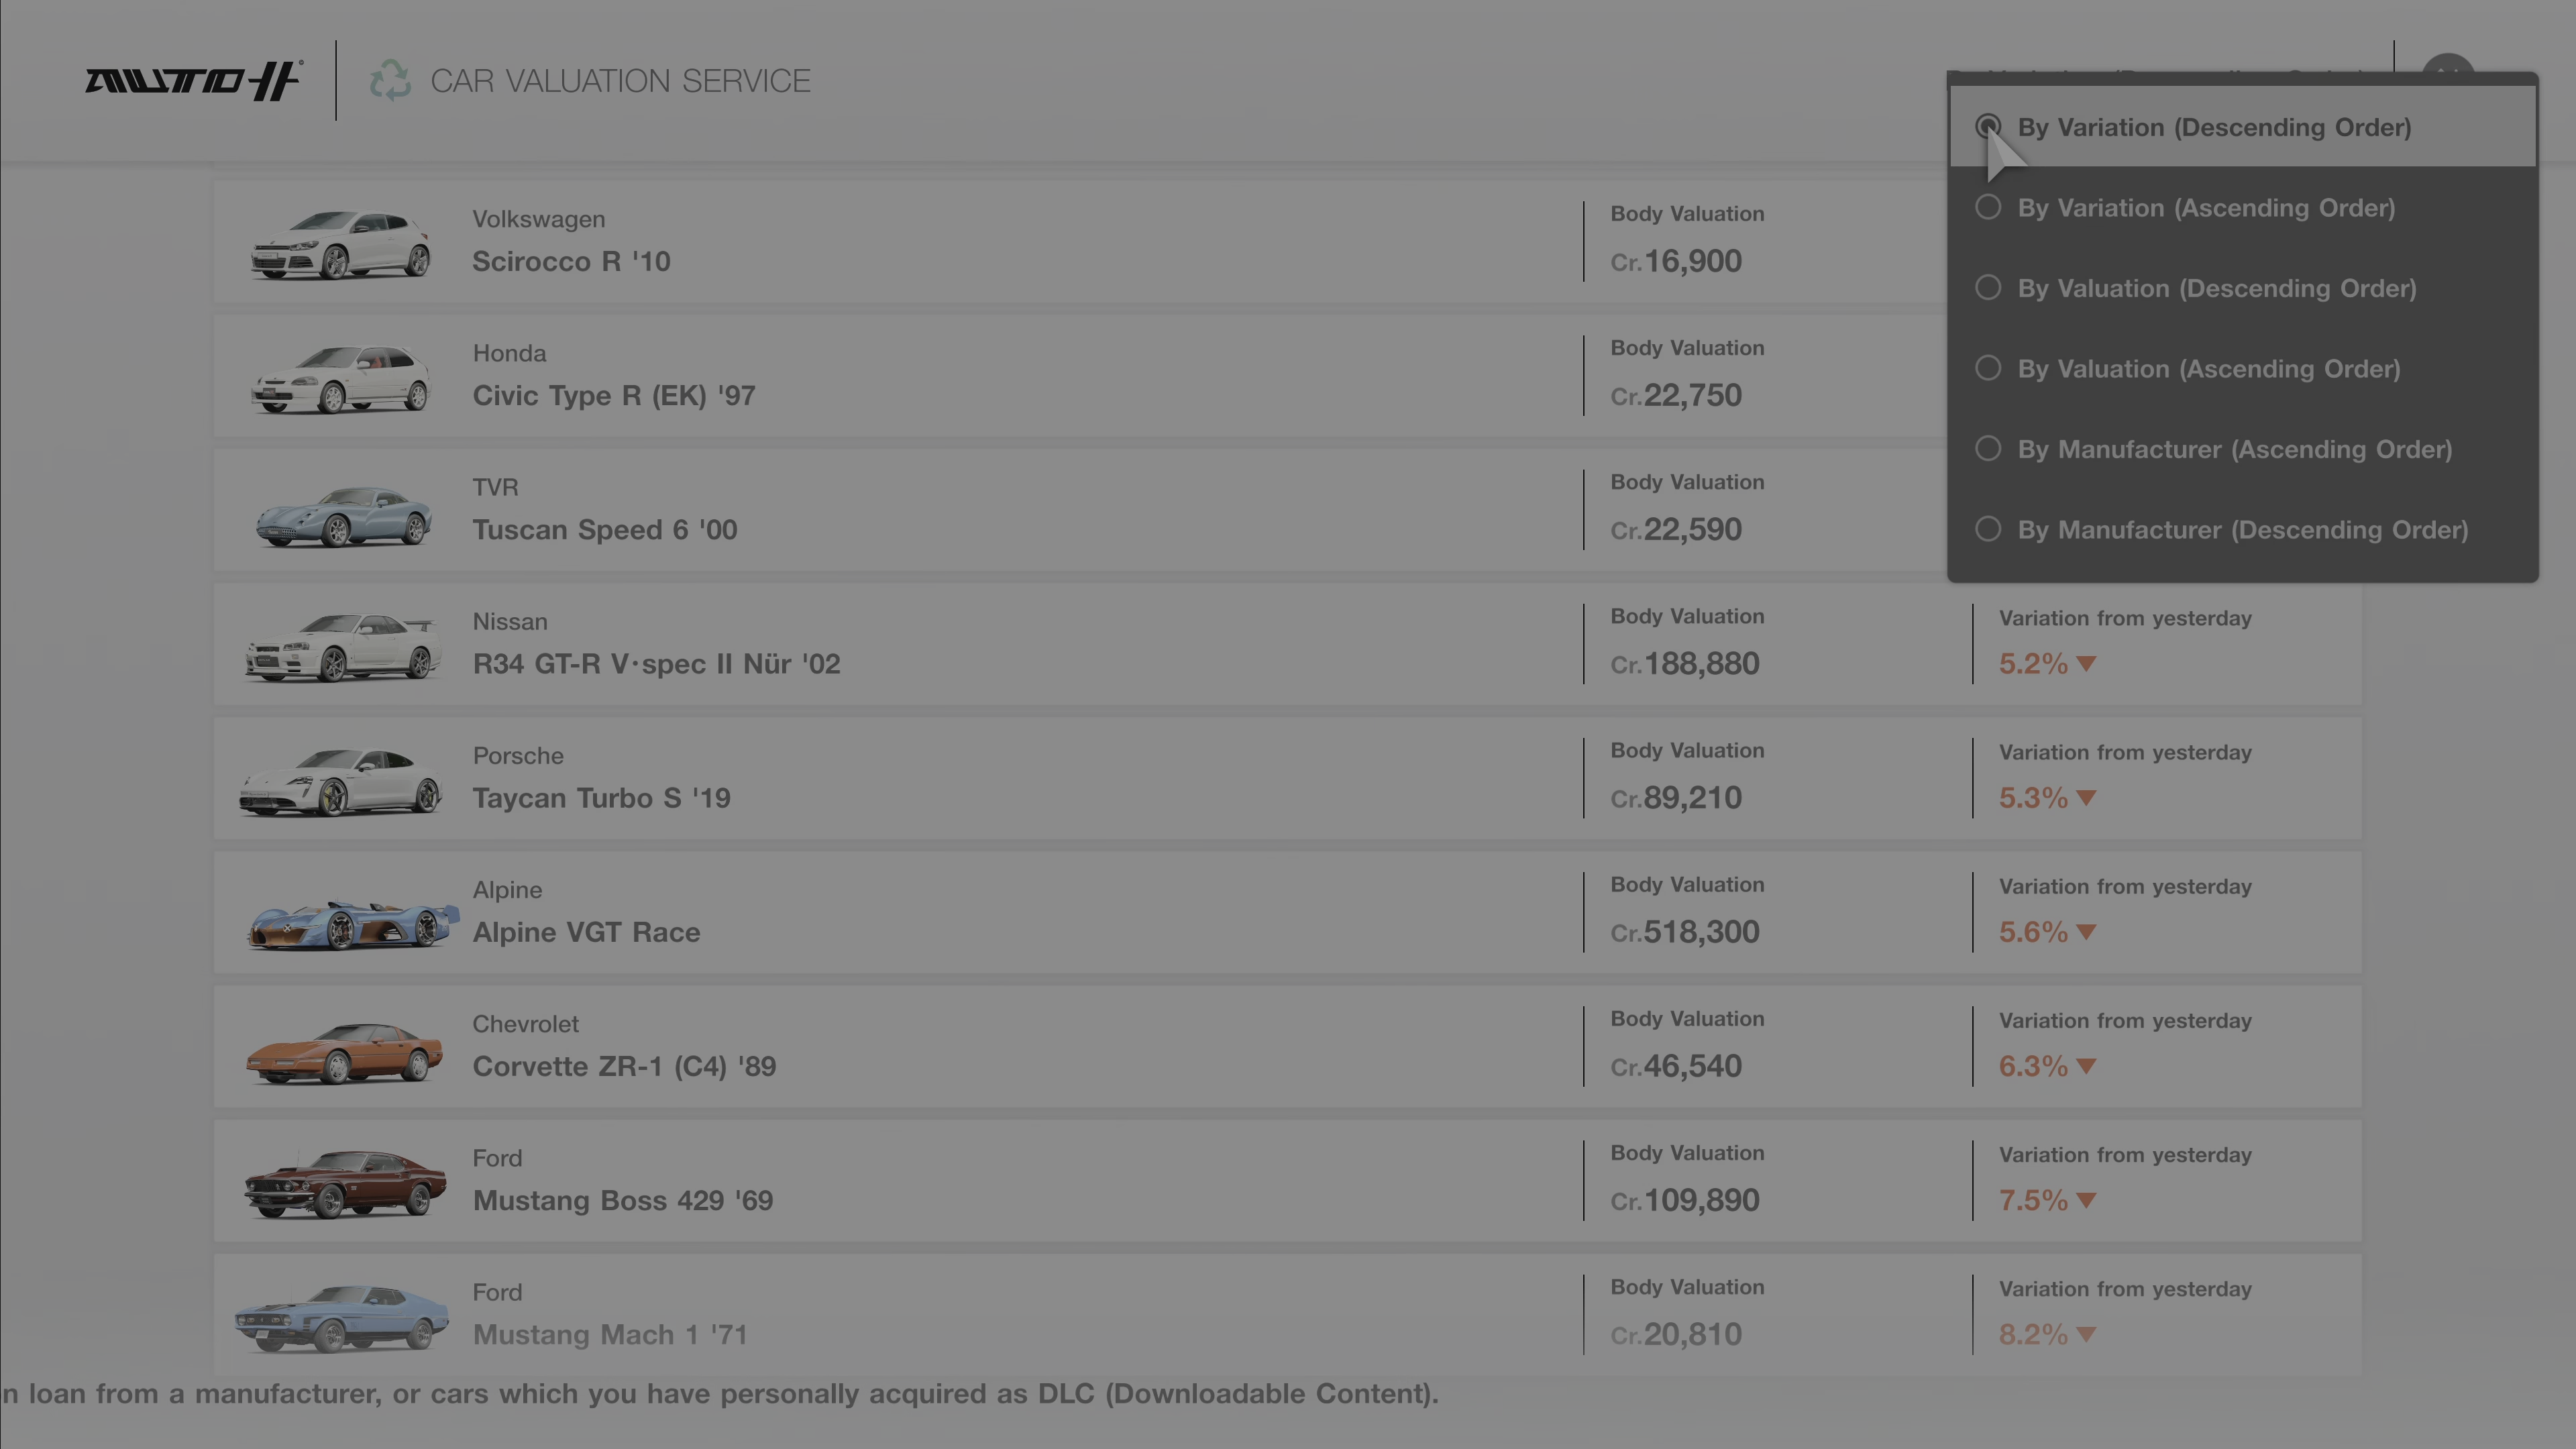 AUTO
CAR VALUATION SERVICE
By Variation (Descending Order)
By Variation (Ascending Order)
By Valuation (Descending Order)
By Valuation (Ascending Order)
By Manufacturer (Ascending Order)
By Manufacturer (Descending Order)
Volkswagen
Scirocco R '10
Body Valuation
Cr.16,900
Honda
Civic Type R (EK) '97
Body Valuation
Cr.22,750
TVR
Tuscan Speed 6 '00
Body Valuation
Cr.22,590
Nissan
R34 GT-R V·spec II Nür '02
Body Valuation
Cr.188,880
Variation from yesterday
5.2% ▼
Porsche
Taycan Turbo S '19
Body Valuation
Cr.89,210
Variation from yesterday
5.3% ▼
Alpine
Alpine VGT Race
Body Valuation
Cr.518,300
Variation from yesterday
5.6% ▼
Chevrolet
Corvette ZR-1 (C4) '89
Body Valuation
Cr.46,540
Variation from yesterday
6.3% ▼
Ford
Mustang Boss 429 '69
Body Valuation
Cr.109,890
Variation from yesterday
7.5% ▼
Ford
Mustang Mach 1 '71
Body Valuation
Cr.20,810
Variation from yesterday
8.2% ▼
n loan from a manufacturer, or cars which you have personally acquired as DLC (Downloadable Content).